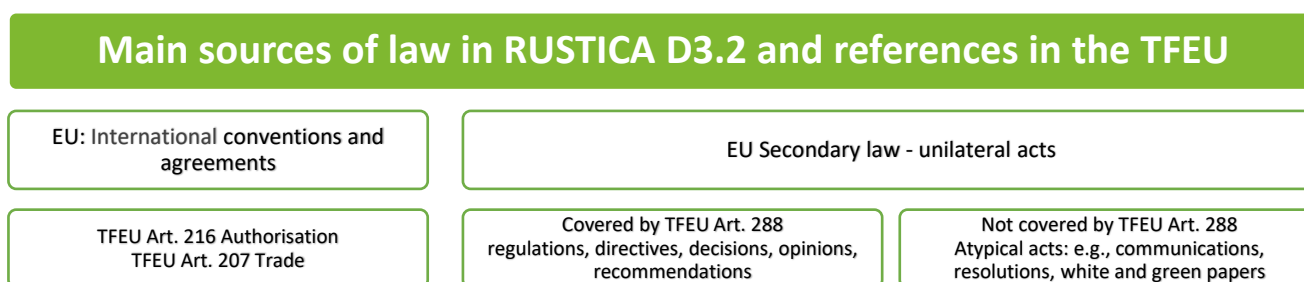 Main sources of law in RUSTICA D3.2 and references in the TFEU
EU: International conventions and
agreements
EU Secondary law - unilateral acts
TFEU Art. 216 Authorisation
TFEU Art. 207 Trade
Covered by TFEU Art. 288
regulations, directives, decisions, opinions,
recommendations
Not covered by TFEU Art. 288
Atypical acts: e.g., communications,
resolutions, white and green papers